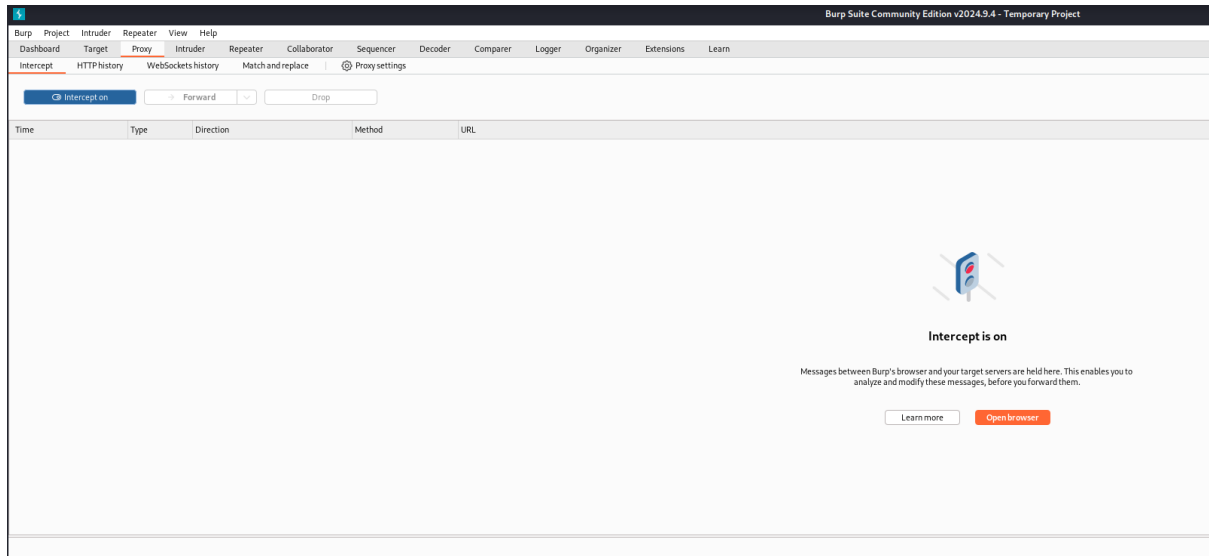 Burp Suite Community Edition v2024.9.4 - Temporary Project
Burp Project Intruder Repeater View Help
Dashboard Target Proxy Intruder Repeater Collaborator Sequencer Decoder Comparer Logger Organizer Extensions Learn
Intercept HTTP history WebSockets history Match and replace Proxy settings
Intercept on Forward Drop
Time Type Direction Method URL
Intercept is on
Messages between Burp's browser and your target servers are held here. This enables you to
analyze and modify these messages, before you forward them.
Learn more Open browser